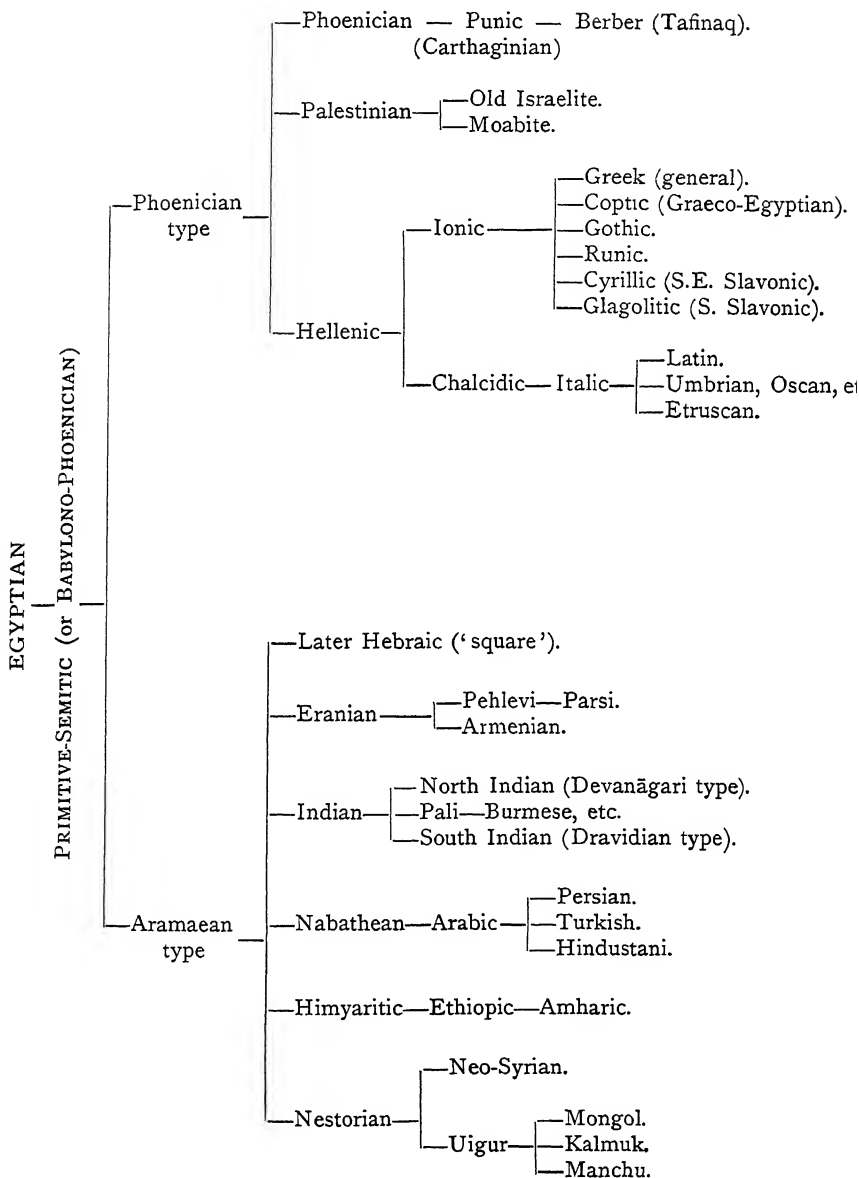 Phoenician — Punic — Berber (Tafinaq).
(Carthaginian)
Palestinian
Old Israelite.
Moabite.
Phoenician
type
Greek (general).
Coptic (Graeco-Egyptian).
Ionic
Gothic.
Runic.
Cyrillic (S.E. Slavonic).
Glagolitic (S. Slavonic).
Hellenic
Latin.
Chalcidic—Italic
Umbrian, Oscan, et
Etruscan.
EGYPTIAN
PRIMITIVE-SEMITIC (or BABYLONO-PHOENICIAN)
Later Hebraic (‘square’).
Eranian
Pehlevi—Parsi.
Armenian.
North Indian (Devanāgari type).
Indian
Pali—Burmese, etc.
South Indian (Dravidian type).
Aramaean
type
Persian.
Nabathean—Arabic
Turkish.
Hindustani.
Himyaritic—Ethiopic—Amharic.
Neo-Syrian.
Nestorian
Mongol.
Uigur
Kalmuk.
Manchu.